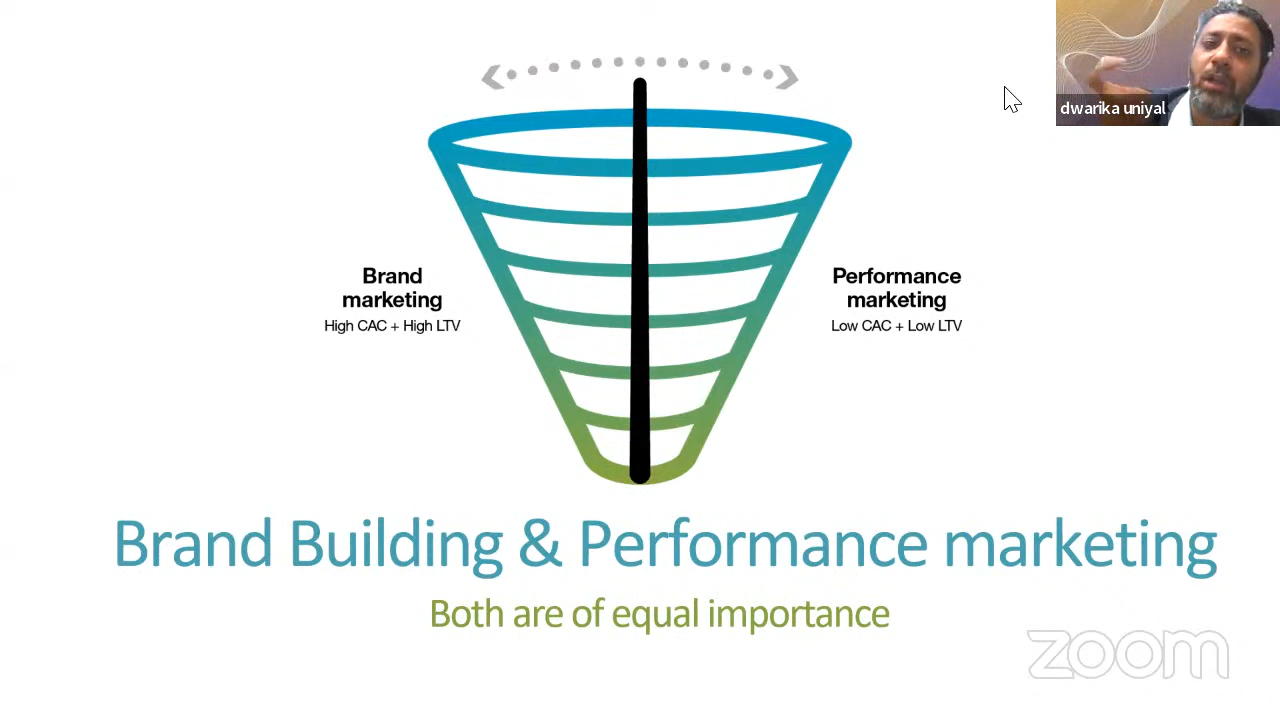 dwarika uniyal
Brand
marketing
High CAC + High LTV
Performance
marketing
Low CAC + Low LTV
Brand Building & Performance marketing
Both are of equal importance
zoom